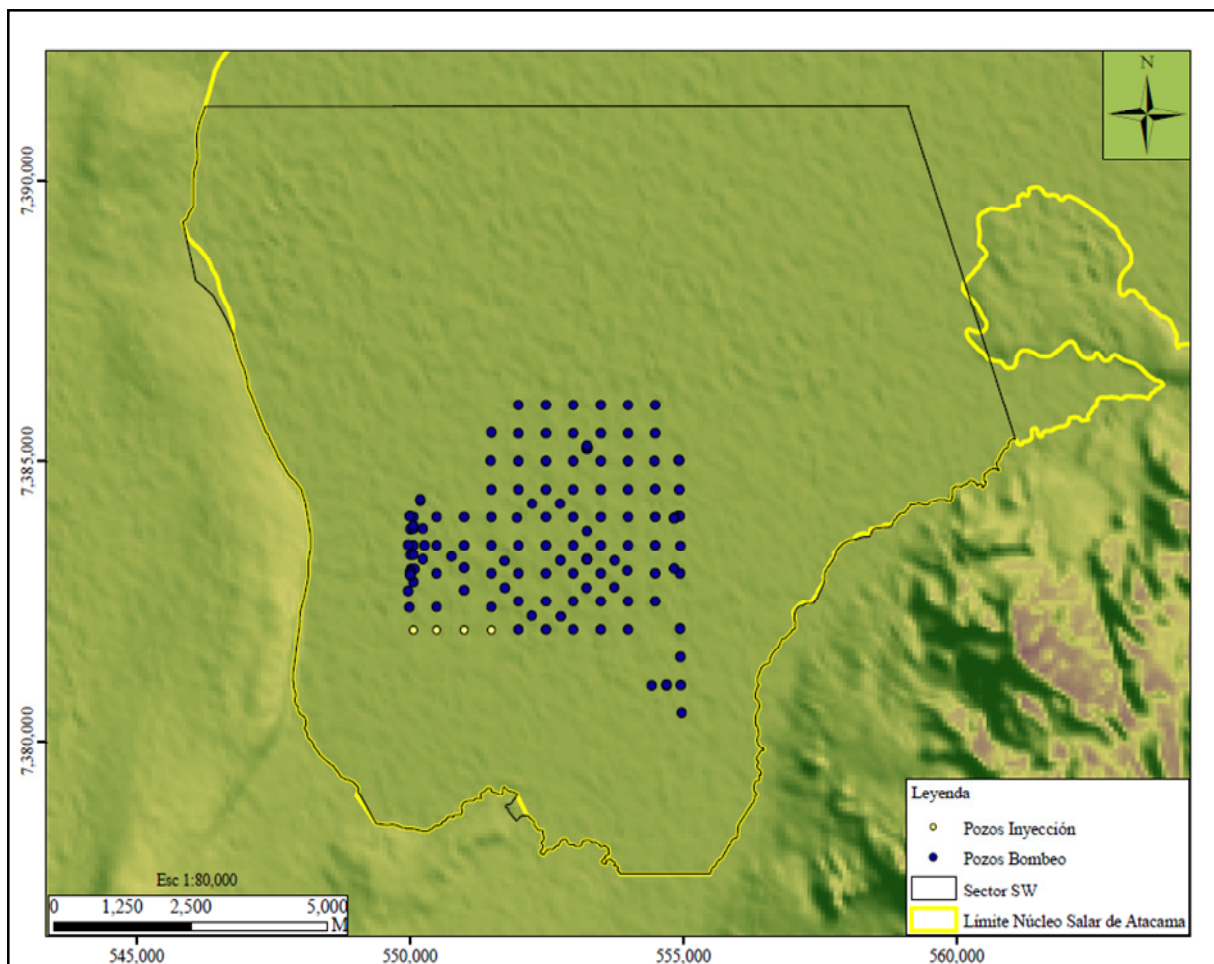 N
7,390,000
7,385,000
7,380,000
Leyenda
Pozos Inyección
Pozos Bombeo
Sector SW
Límite Núcleo Salar de Atacama
Esc 1:80,000
0 1,250 2,500 5,000
M
545,000 550,000 555,000 560,000